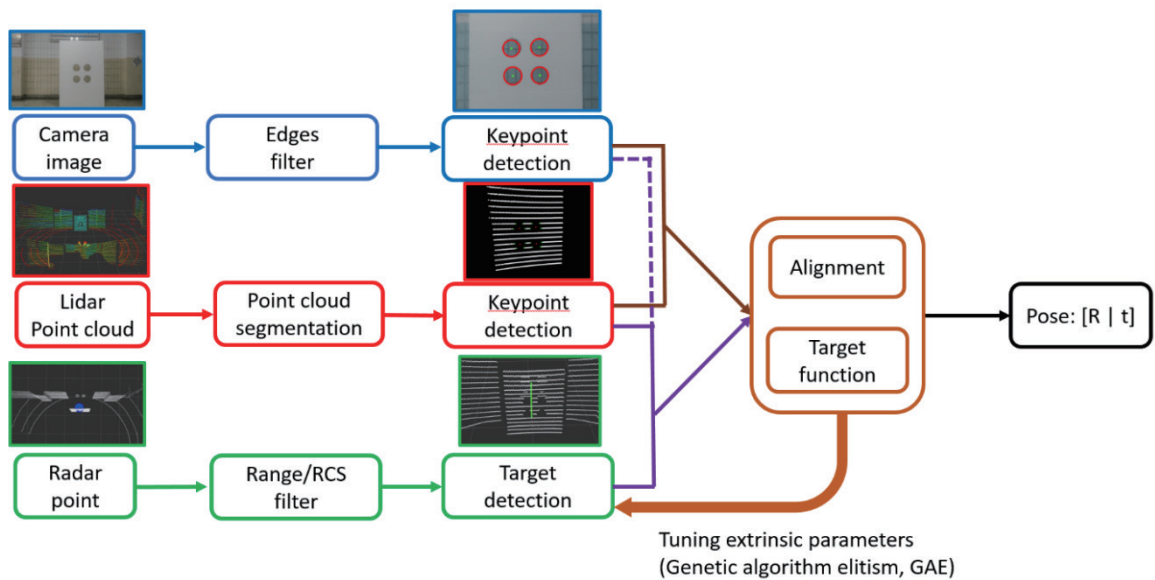 Camera
image
Edges
filter
Keypoint
detection
Lidar
Point cloud
Point cloud
segmentation
Keypoint
detection
Alignment
Target
function
Pose: [R | t]
Radar
point
Range/RCS
filter
Target
detection
Tuning extrinsic parameters
(Genetic algorithm elitism, GAE)